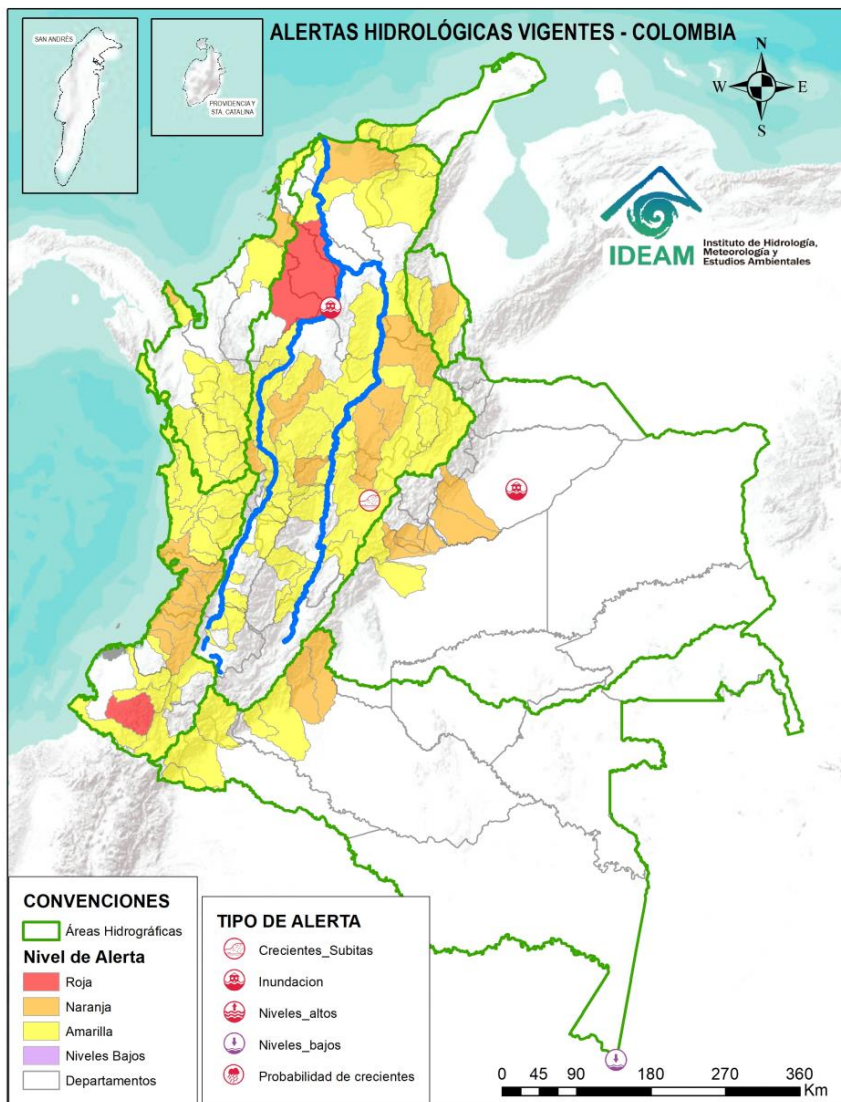 ALERTAS HIDROLÓGICAS VIGENTES - COLOMBIA
SAN ANDRÉS
PROVIDENCIA Y
STA. CATALINA
N
W
E
S
IDEAM
Instituto de Hidrología,
Meteorología y
Estudios Ambientales
CONVENCIONES
Áreas Hidrográficas
Nivel de Alerta
Roja
Naranja
Amarilla
Niveles Bajos
Departamentos
TIPO DE ALERTA
Crecientes_Subitas
Inundacion
Niveles_altos
Niveles_bajos
Probabilidad de crecientes
0 45 90 180 270 360
Km